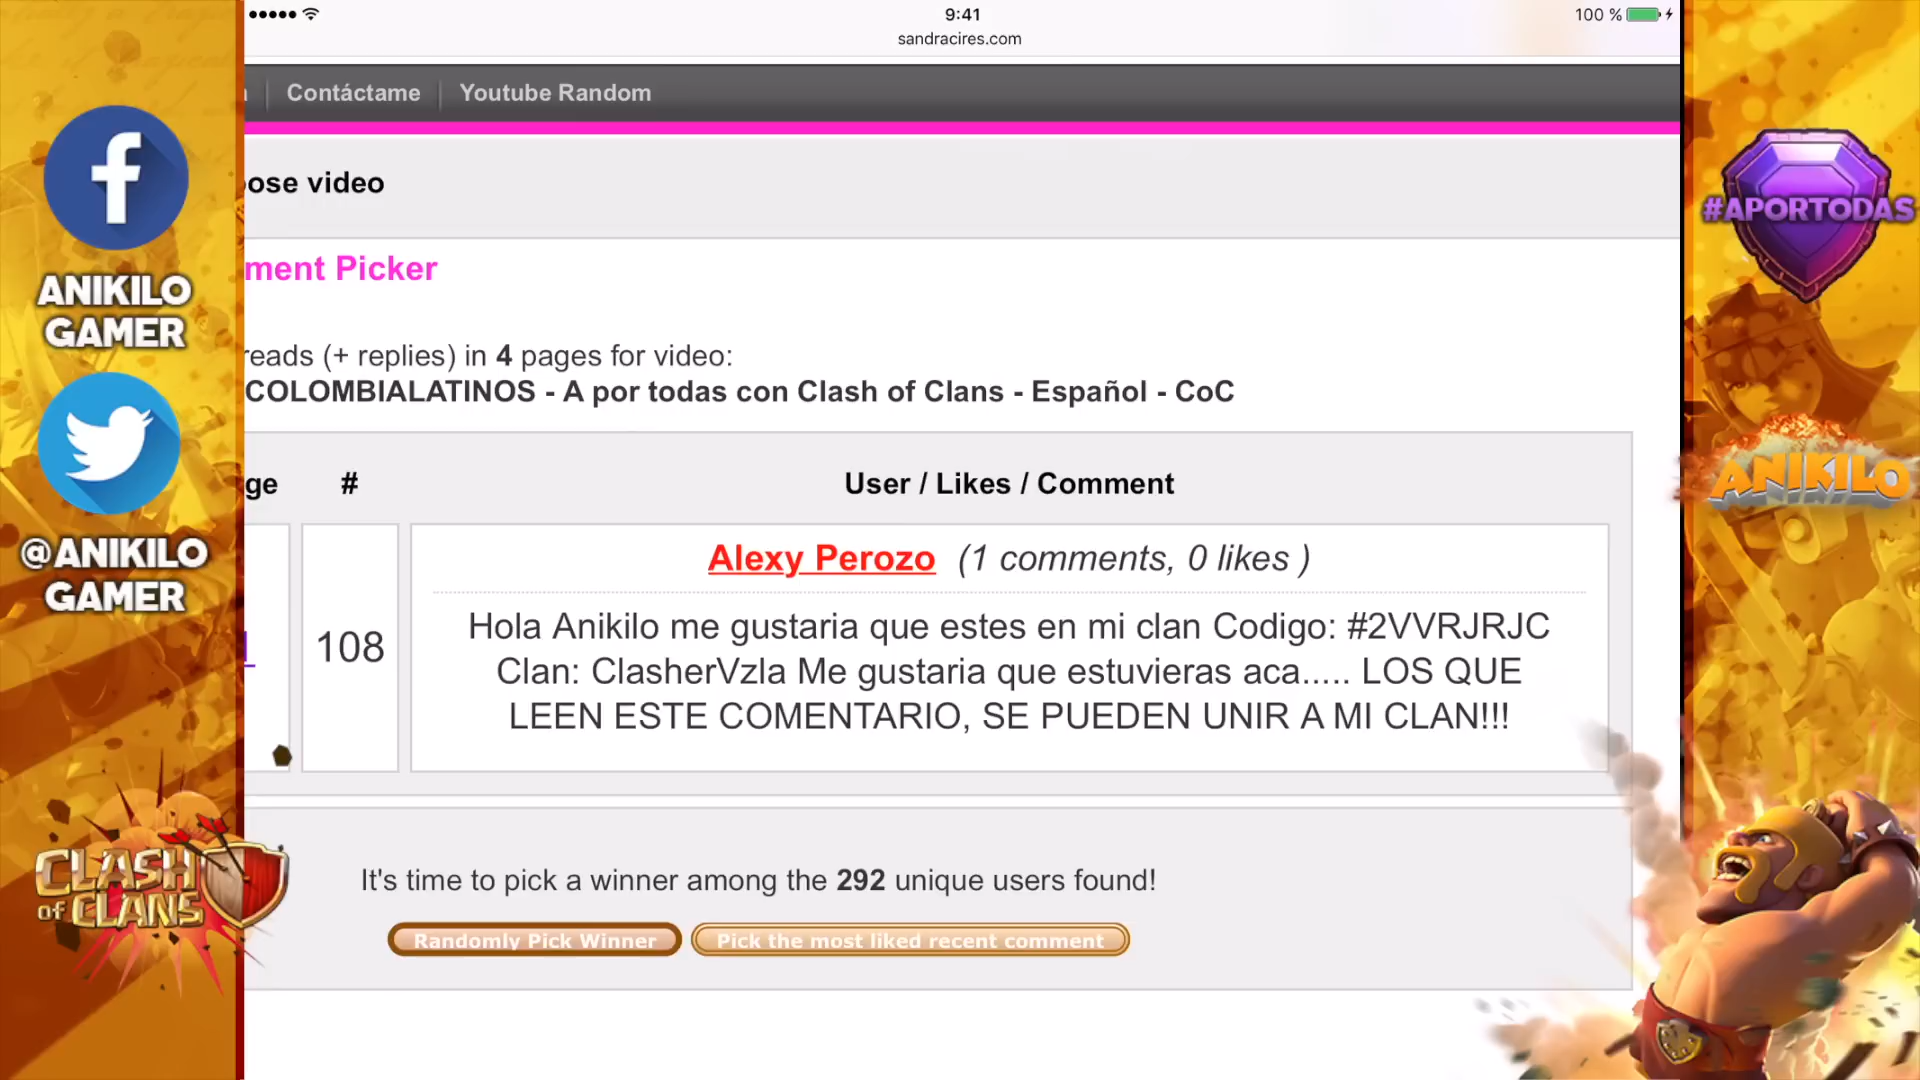 9:41
100 %
sandracires.com
Contáctame
Youtube Random
ose video
ment Picker
reads (+ replies) in 4 pages for video:
COLOMBIALATINOS - A por todas con Clash of Clans - Español - CoC
ge
#
User / Likes / Comment
108
Alexy Perozo (1 comments, 0 likes )
Hola Anikilo me gustaria que estes en mi clan Codigo: #2VVRJRJC
Clan: ClasherVzla Me gustaria que estuvieras aca..... LOS QUE
LEEN ESTE COMENTARIO, SE PUEDEN UNIR A MI CLAN!!!
It's time to pick a winner among the 292 unique users found!
Randomly Pick Winner
Pick the most liked recent comment
ANIKILO
GAMER
@ANIKILO
GAMER
CLASH
OF CLANS
#APORTODAS
ANIKILO